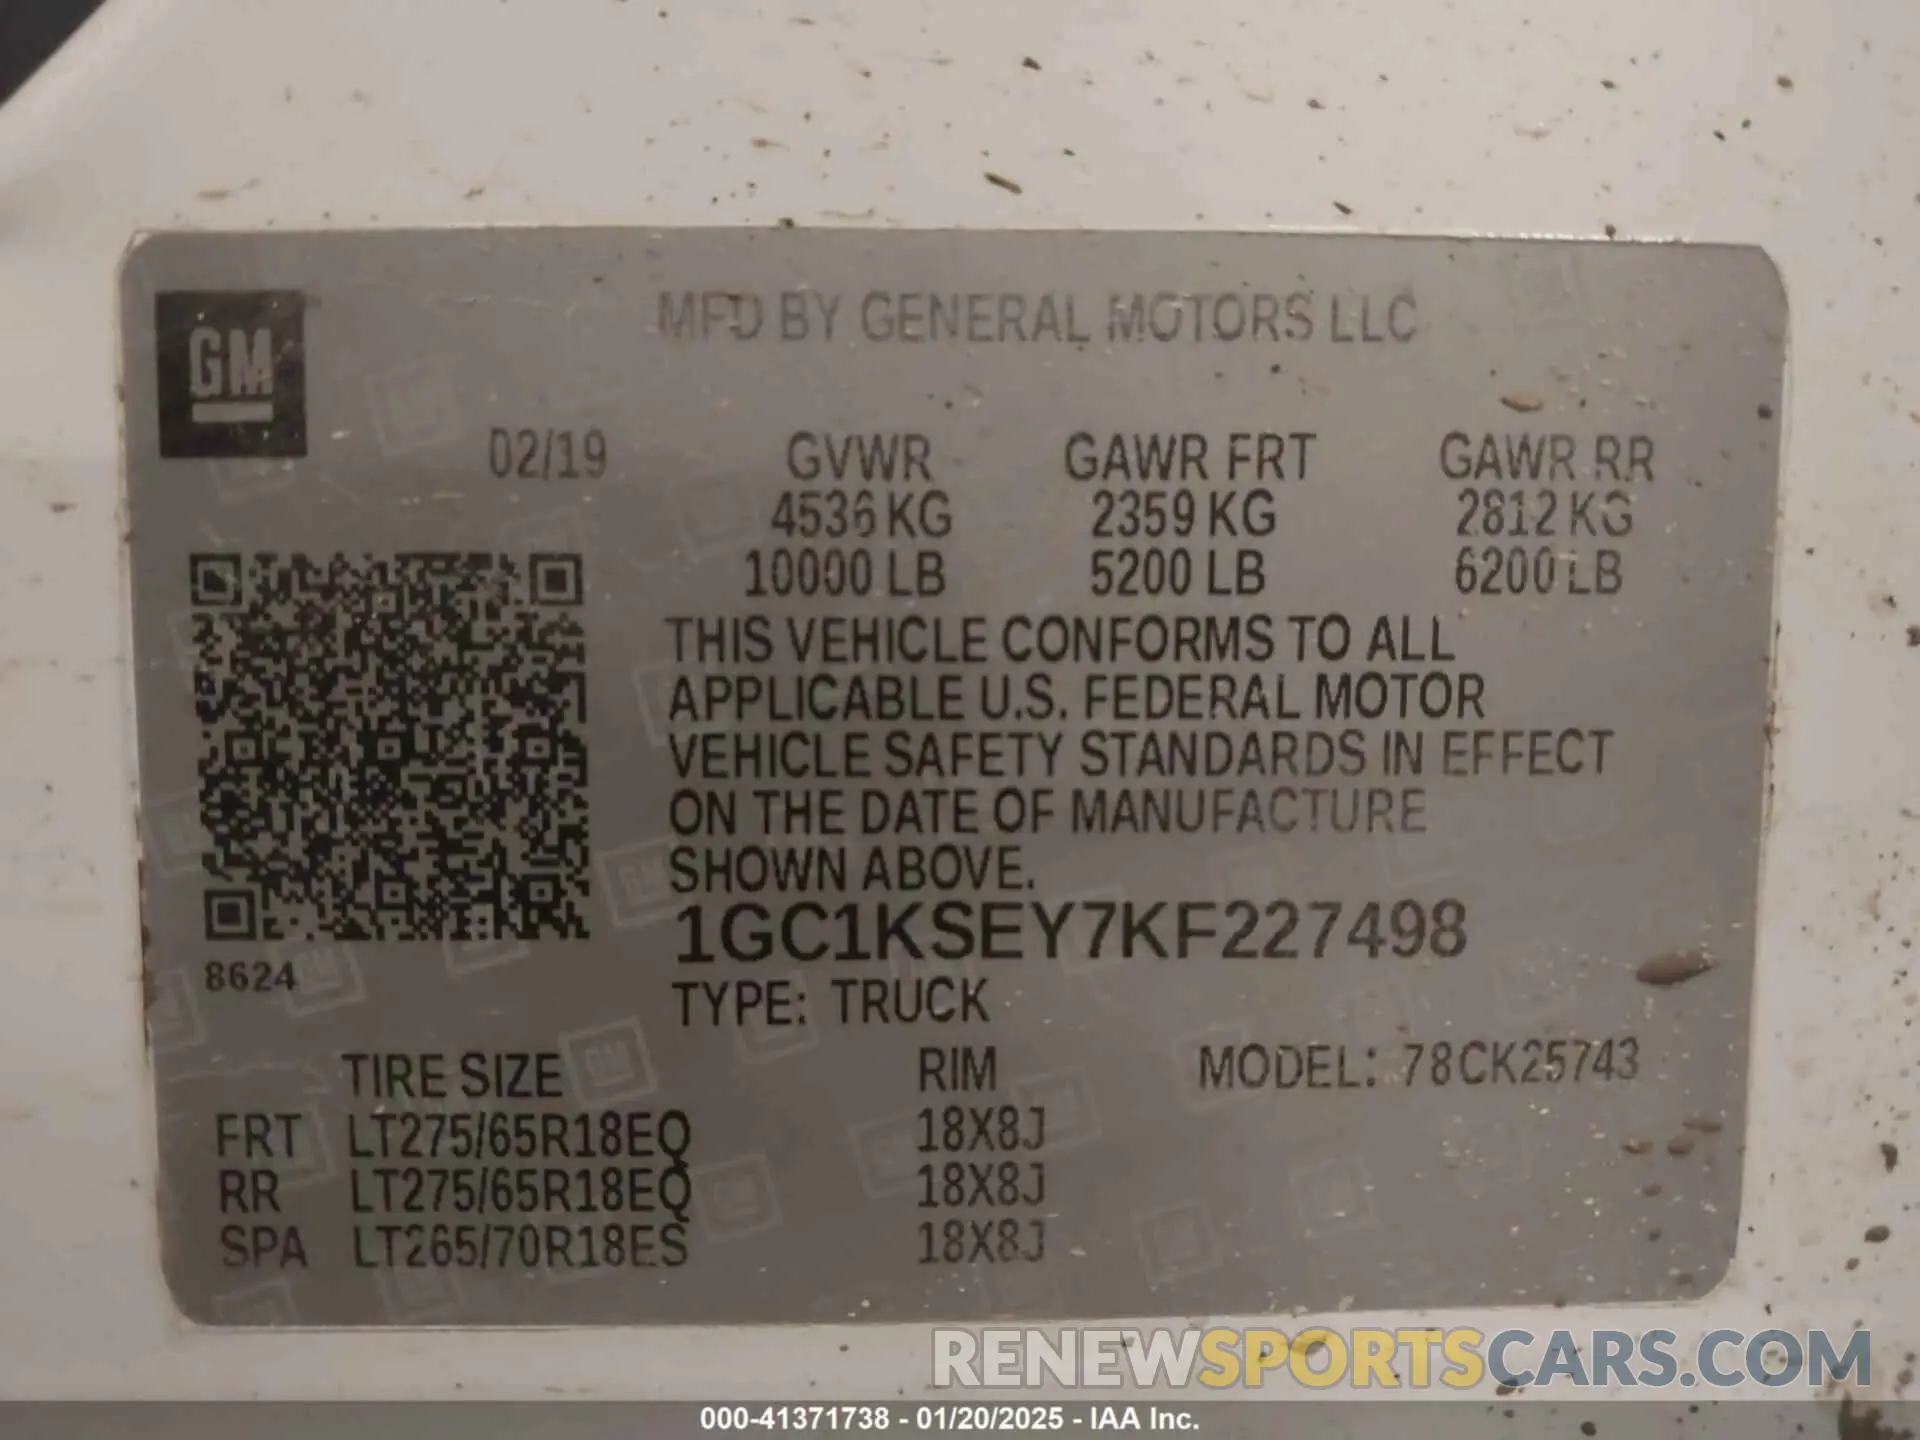 MFD BY GENERAL MOTORS LLC
GM
02/19 GVWR GAWR FRT GAWR RR
4536 KG 2359 KG 2812 KG
10000 LB 5200 LB 6200 LB
THIS VEHICLE CONFORMS TO ALL
APPLICABLE U.S. FEDERAL MOTOR
VEHICLE SAFETY STANDARDS IN EFFECT
ON THE DATE OF MANUFACTURE
SHOWN ABOVE.
1GC1KSEY7KF227498
8624
TYPE: TRUCK
TIRE SIZE RIM MODEL: 78CK25743
FRT LT275/65R18EQ 18X8J
RR LT275/65R18EQ 18X8J
SPA LT265/70R18ES 18X8J
RENEWSPORTSCARS.COM
000-41371738 - 01/20/2025 - IAA Inc.